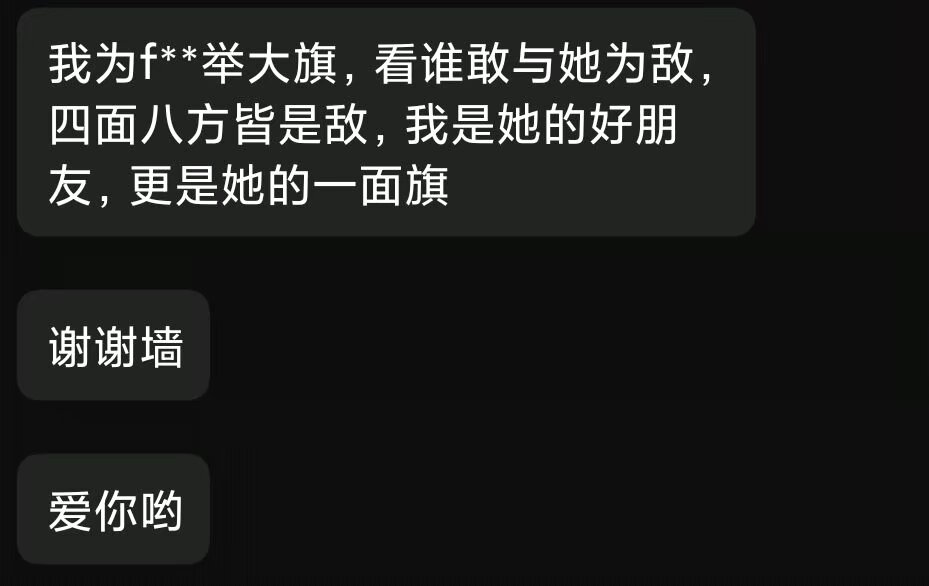 我为f**举大旗，看谁敢与她为敌，
四面八方皆是敌，我是她的好朋
友，更是她的一面旗
谢谢墙
爱你哟